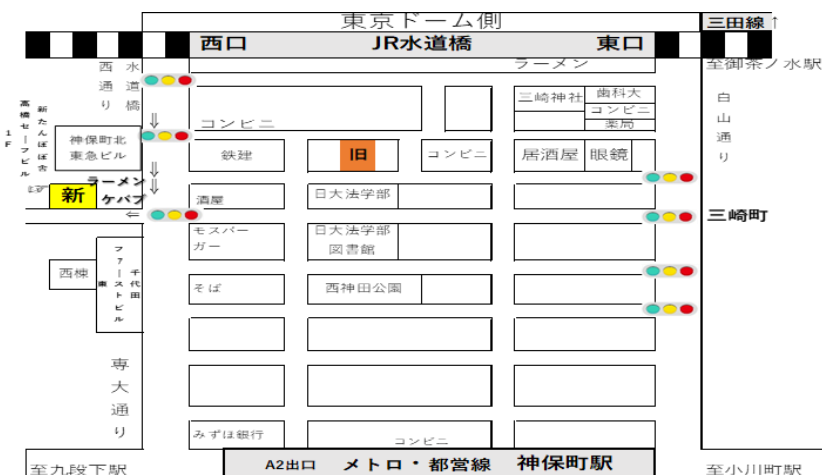 東京ドーム側
三田線↑
西口 JR水道橋 東口
ラーメン
至御茶ノ水駅
水道橋
西通り
白山通り
三崎神社
歯科大
コンビニ
薬局
コンビニ
新たんぽぽ舎
高橋セーフビル
1F
神保町北
東急ビル
鉄建
旧
コンビニ
居酒屋
眼鏡
ラーメン
ケバブ
新
酒屋
日大法学部
三崎町
モスバー
ガー
日大法学部
図書館
千代田
ファーストビル
東
西棟
そば
西神田公園
専大通り
みずほ銀行
コンビニ
至九段下駅
A2出口 メトロ・都営線 神保町駅
至小川町駅